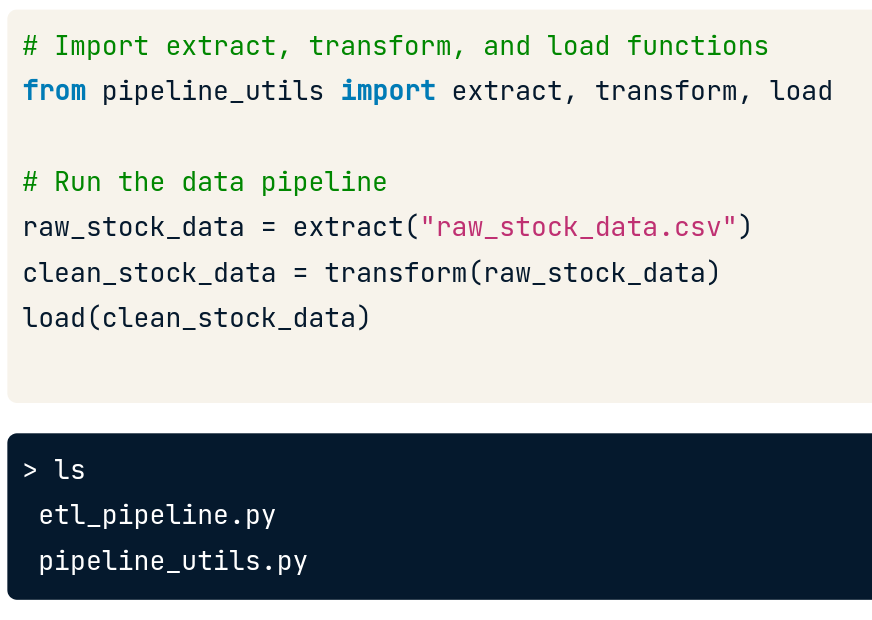 # Import extract, transform, and load functions
from pipeline_utils import extract, transform, load
# Run the data pipeline
raw_stock_data = extract("raw_stock_data.csv")
clean_stock_data = transform(raw_stock_data)
load(clean_stock_data)
> ls
etl_pipeline.py
pipeline_utils.py